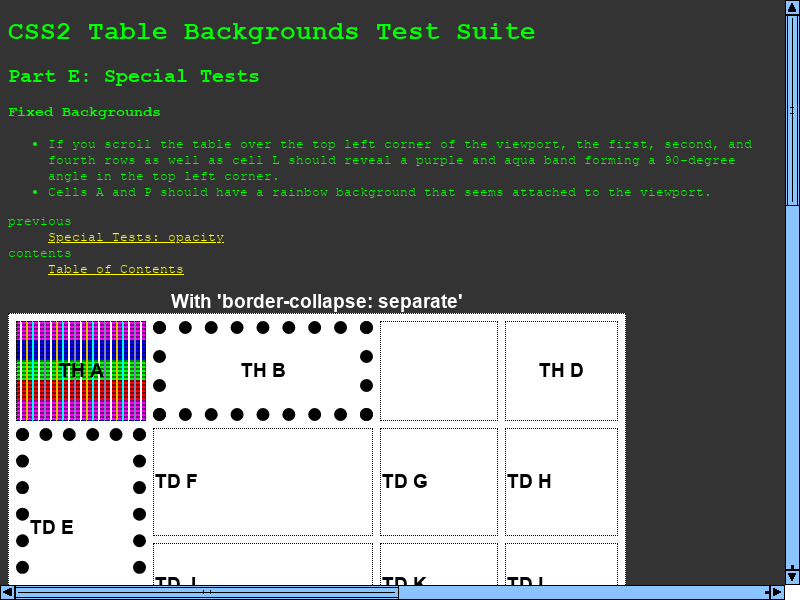 CSS2 Table Backgrounds Test Suite
Part E: Special Tests
Fixed Backgrounds
• If you scroll the table over the top left corner of the viewport, the first, second, and
fourth rows as well as cell L should reveal a purple and aqua band forming a 90-degree
angle in the top left corner.
• Cells A and P should have a rainbow background that seems attached to the viewport.
previous
Special Tests: opacity
contents
Table of Contents
With 'border-collapse: separate'
TH A TH B TH D
TD F TD G TD H
TD E